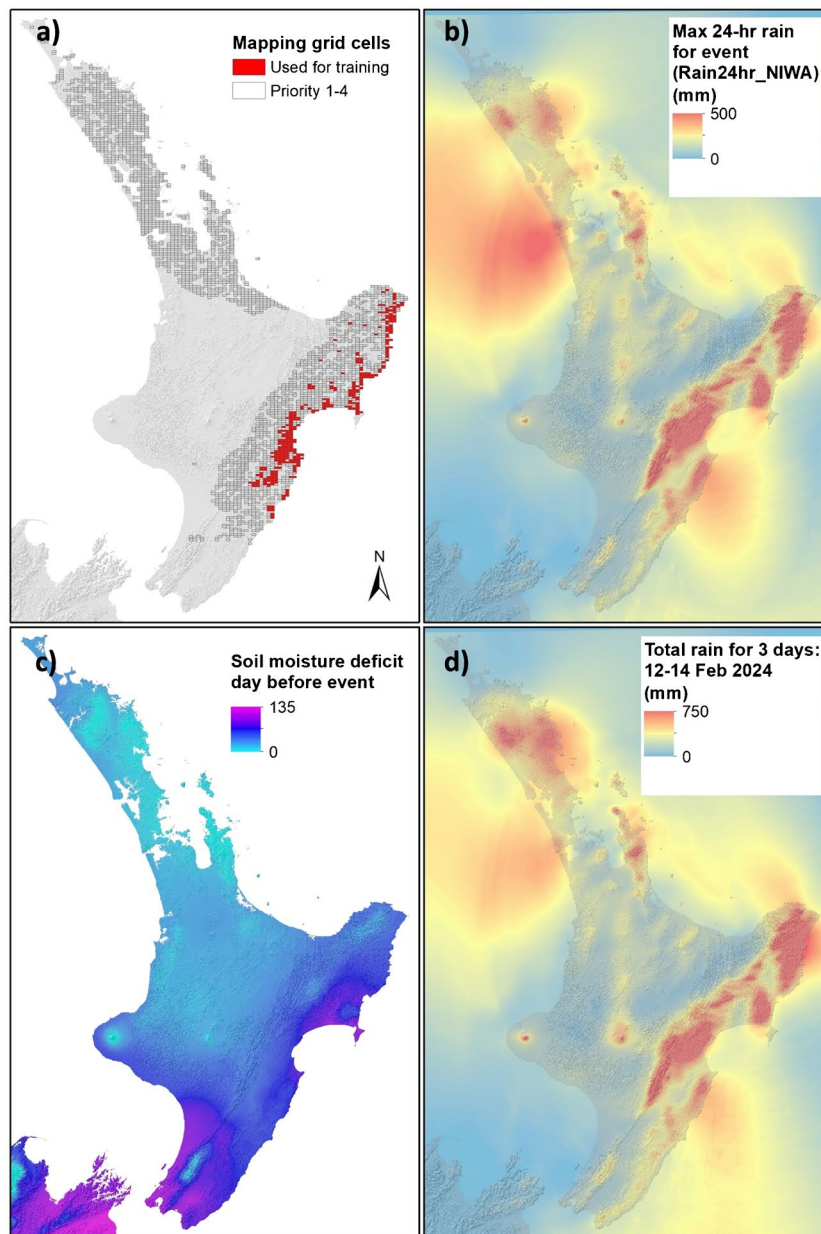 a)
Mapping grid cells
Used for training
Priority 1-4
N
b)
Max 24-hr rain
for event
(Rain24hr_NIWA)
(mm)
500
0
c)
Soil moisture deficit
day before event
135
0
d)
Total rain for 3 days:
12-14 Feb 2024
(mm)
750
0